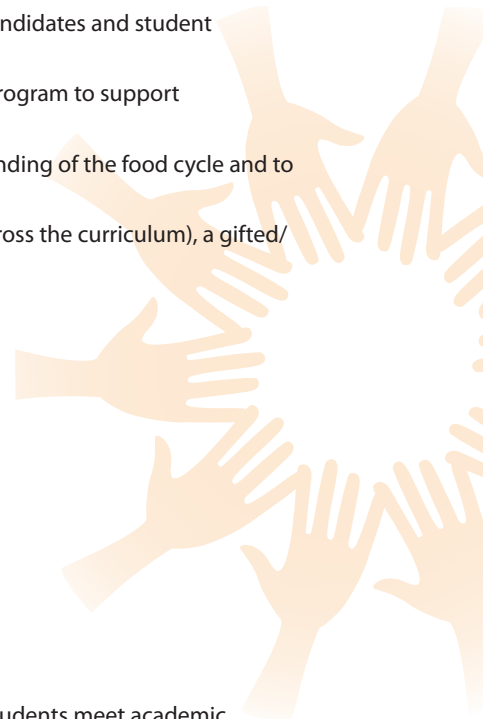 ndidates and student
rogram to support
nding of the food cycle and to
ross the curriculum), a gifted/
udents meet academic